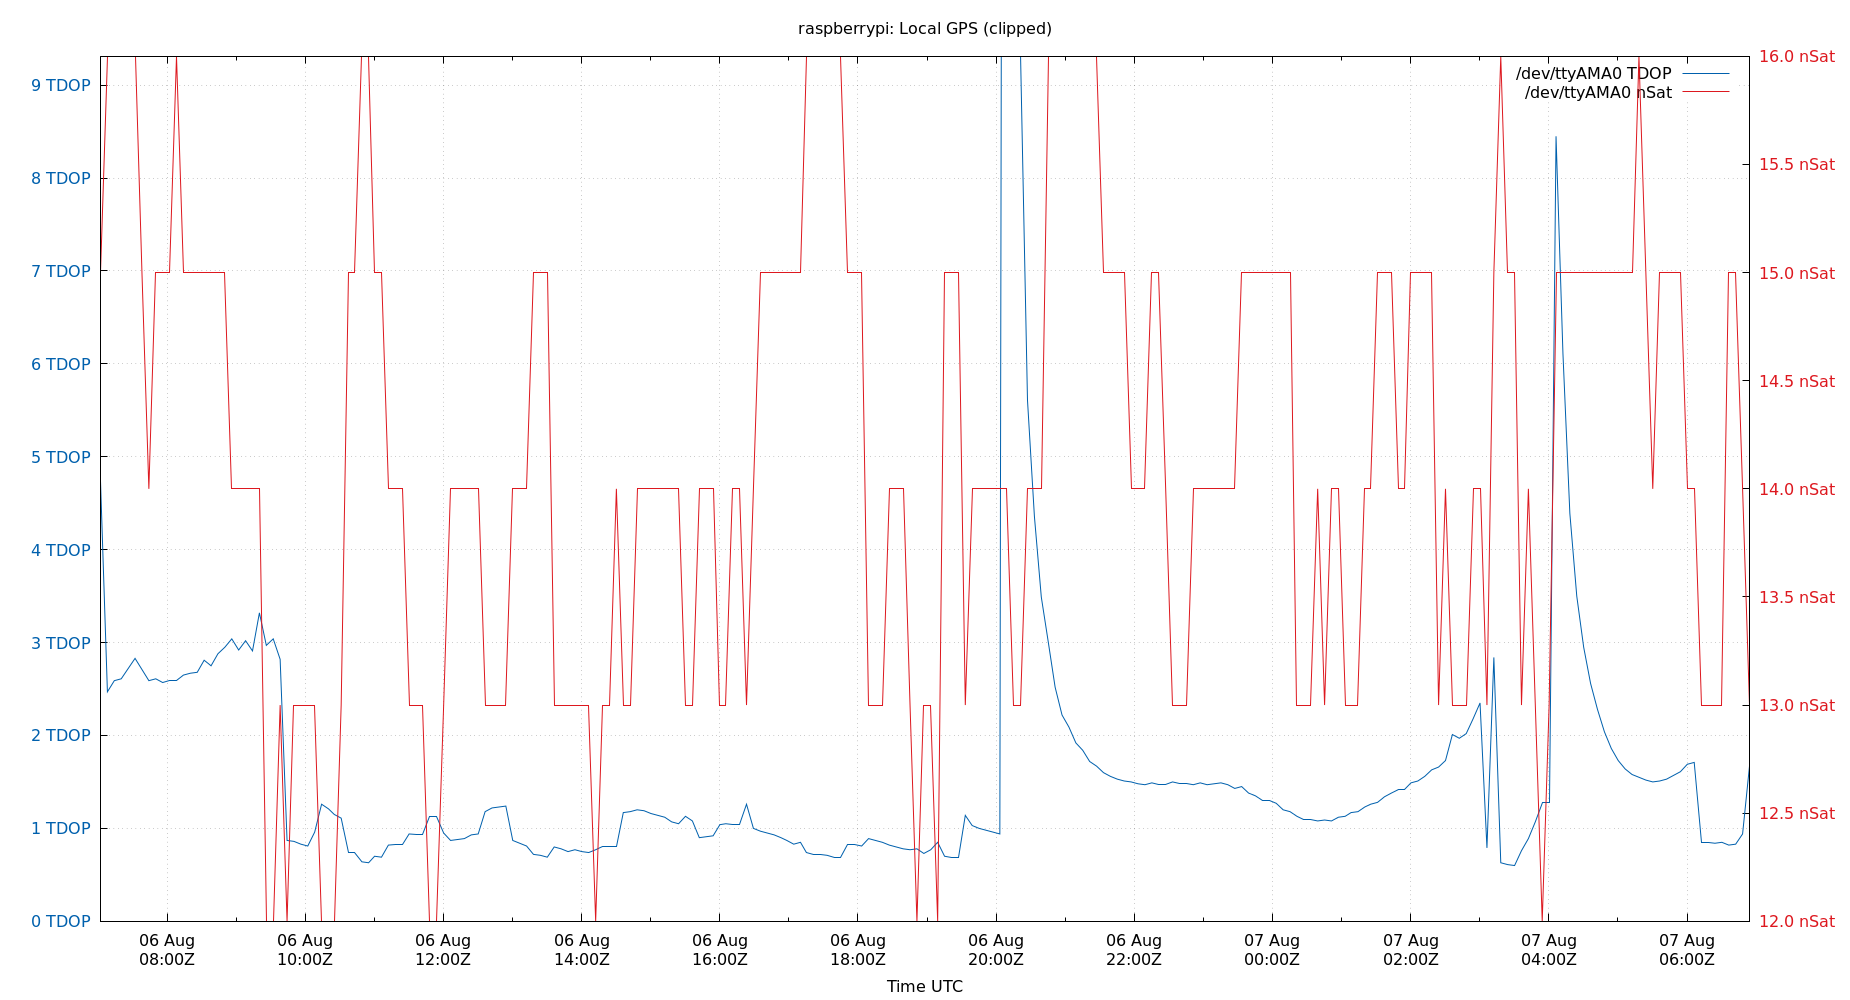 raspberrypi: Local GPS (clipped)
/dev/ttyAMA0 TDOP
/dev/ttyAMA0 nSat
9 TDOP
8 TDOP
7 TDOP
6 TDOP
5 TDOP
4 TDOP
3 TDOP
2 TDOP
1 TDOP
0 TDOP
16.0 nSat
15.5 nSat
15.0 nSat
14.5 nSat
14.0 nSat
13.5 nSat
13.0 nSat
12.5 nSat
12.0 nSat
06 Aug 06 Aug 06 Aug 06 Aug 06 Aug 06 Aug 06 Aug 06 Aug 07 Aug 07 Aug 07 Aug 07 Aug
08:00Z 10:00Z 12:00Z 14:00Z 16:00Z 18:00Z 20:00Z 22:00Z 00:00Z 02:00Z 04:00Z 06:00Z
Time UTC